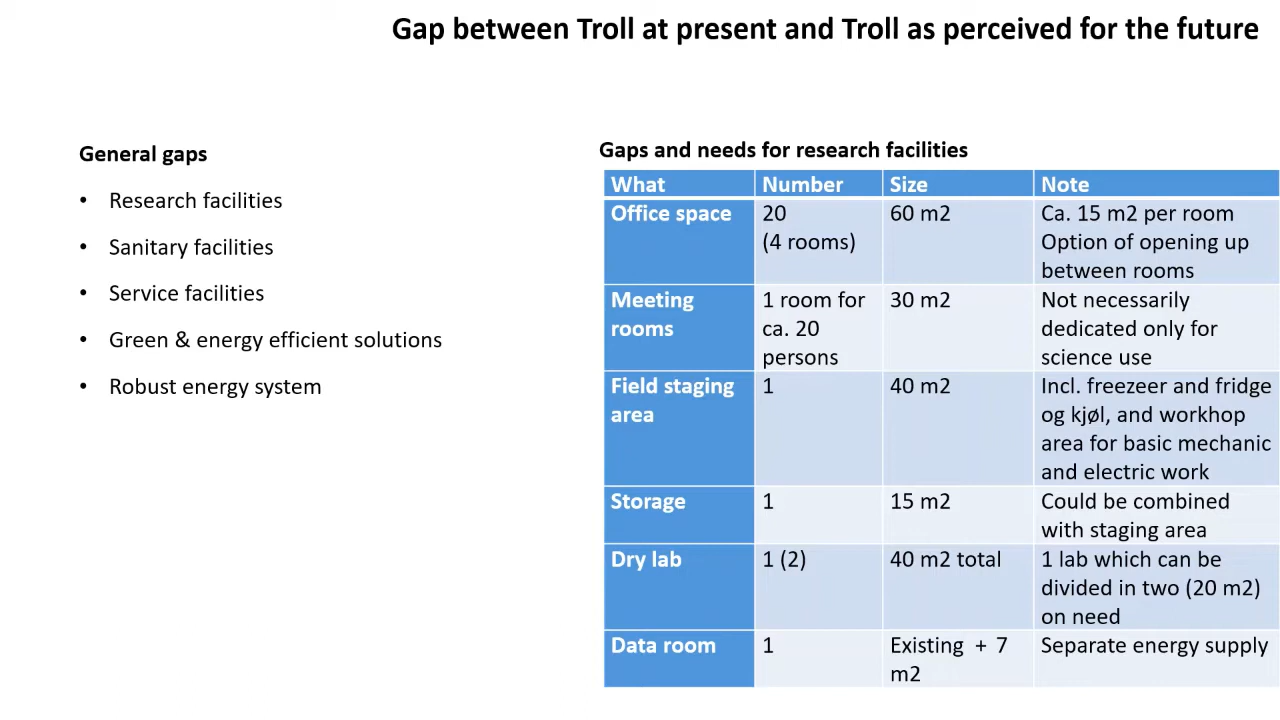 Gap between Troll at present and Troll as perceived for the future
General gaps
• Research facilities
• Sanitary facilities
• Service facilities
• Green & energy efficient solutions
• Robust energy system
Gaps and needs for research facilities
What Number Size Note
Office space 20 60 m2 Ca. 15 m2 per room
(4 rooms) Option of opening up
between rooms
Meeting 1 room for 30 m2 Not necessarily
rooms ca. 20 dedicated only for
persons science use
Field staging 1 40 m2 Incl. freezeer and fridge
area og kjøl, and workhop
area for basic mechanic
and electric work
Storage 1 15 m2 Could be combined
with staging area
Dry lab 1 (2) 40 m2 total 1 lab which can be
divided in two (20 m2)
on need
Data room 1 Existing + 7 Separate energy supply
m2